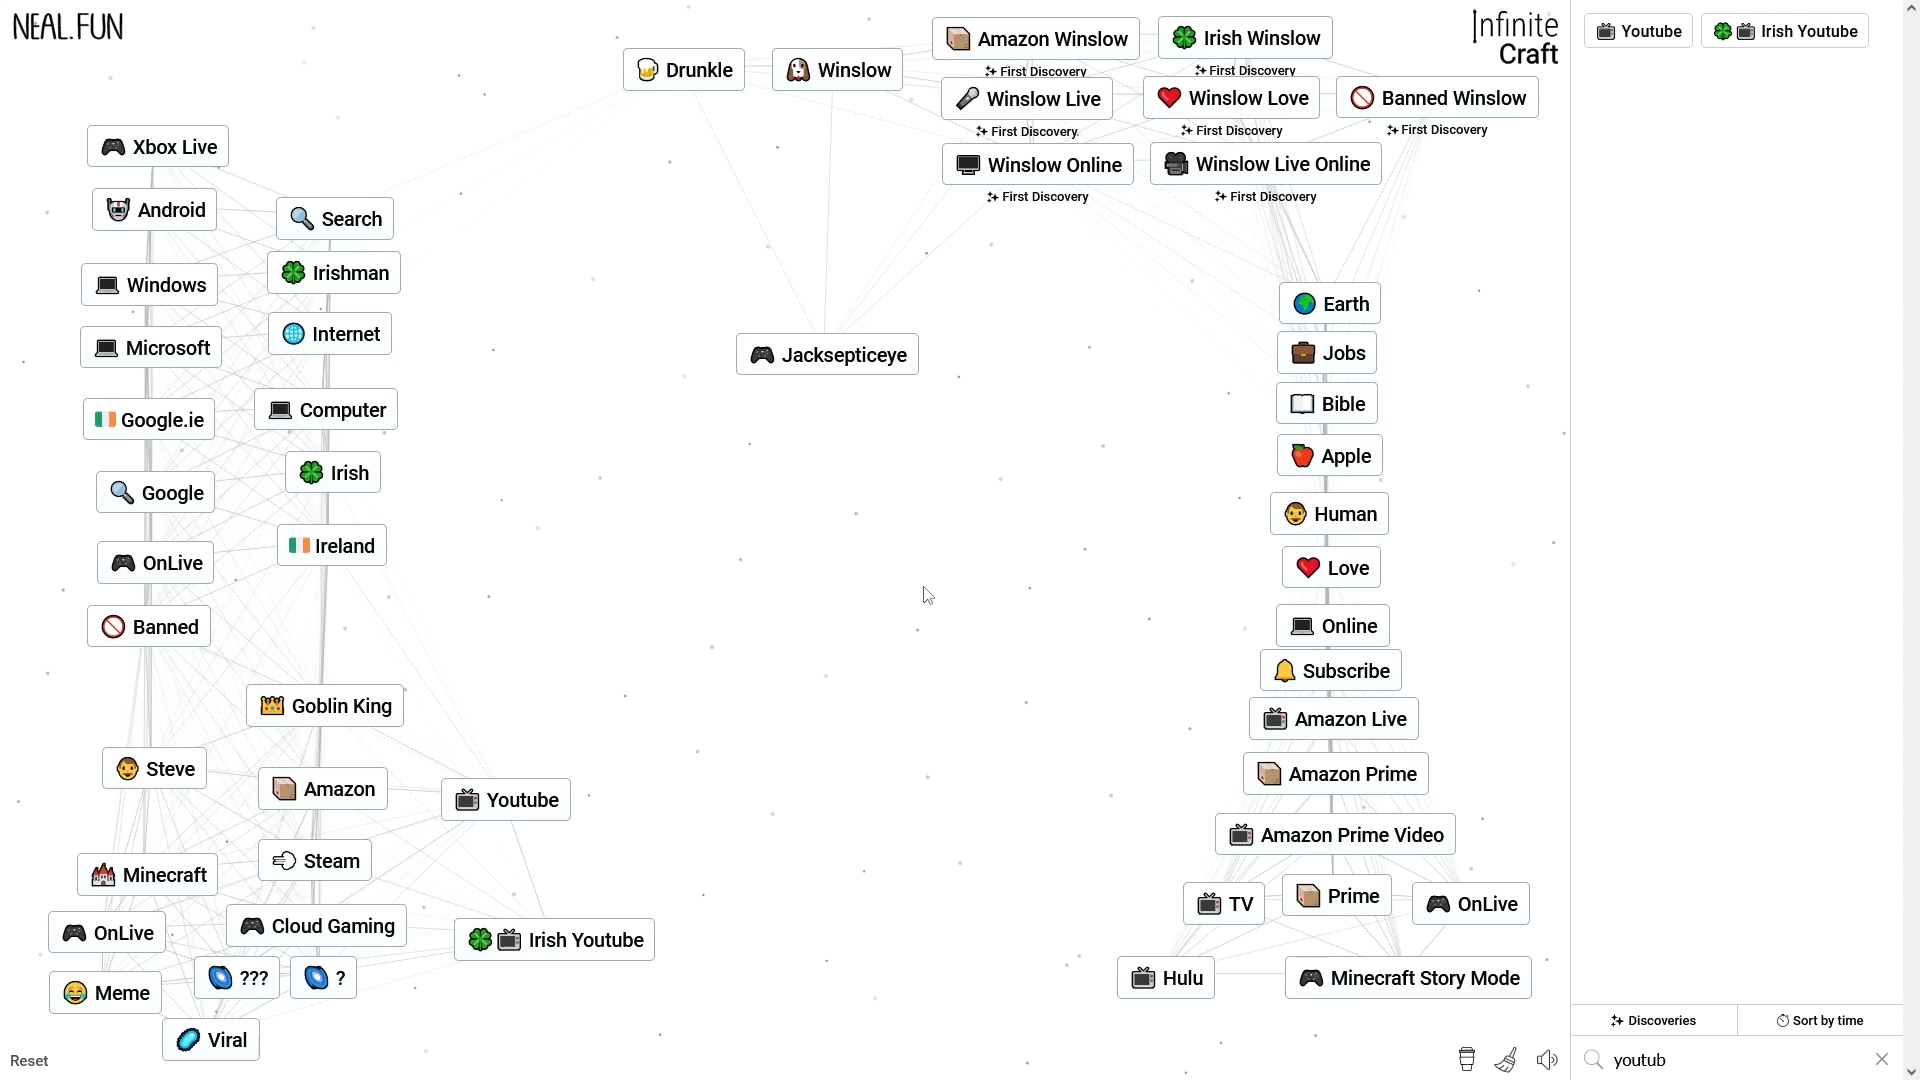 NEAL.FUN
Infinite
Craft
Drunkle
Winslow
Amazon Winslow
First Discovery
Irish Winslow
First Discovery
Winslow Live
First Discovery
Winslow Love
First Discovery
Banned Winslow
First Discovery
Winslow Online
First Discovery
Winslow Live Online
First Discovery
Xbox Live
Android
Search
Windows
Irishman
Microsoft
Internet
Google.ie
Computer
Google
Irish
OnLive
Ireland
Banned
Goblin King
Steve
Amazon
Youtube
Minecraft
Steam
OnLive
Cloud Gaming
Irish Youtube
Meme
???
?
Viral
Jacksepticeye
Earth
Jobs
Bible
Apple
Human
Love
Online
Subscribe
Amazon Live
Amazon Prime
Amazon Prime Video
TV
Prime
OnLive
Hulu
Minecraft Story Mode
Reset
Youtube
Irish Youtube
Discoveries
Sort by time
youtub